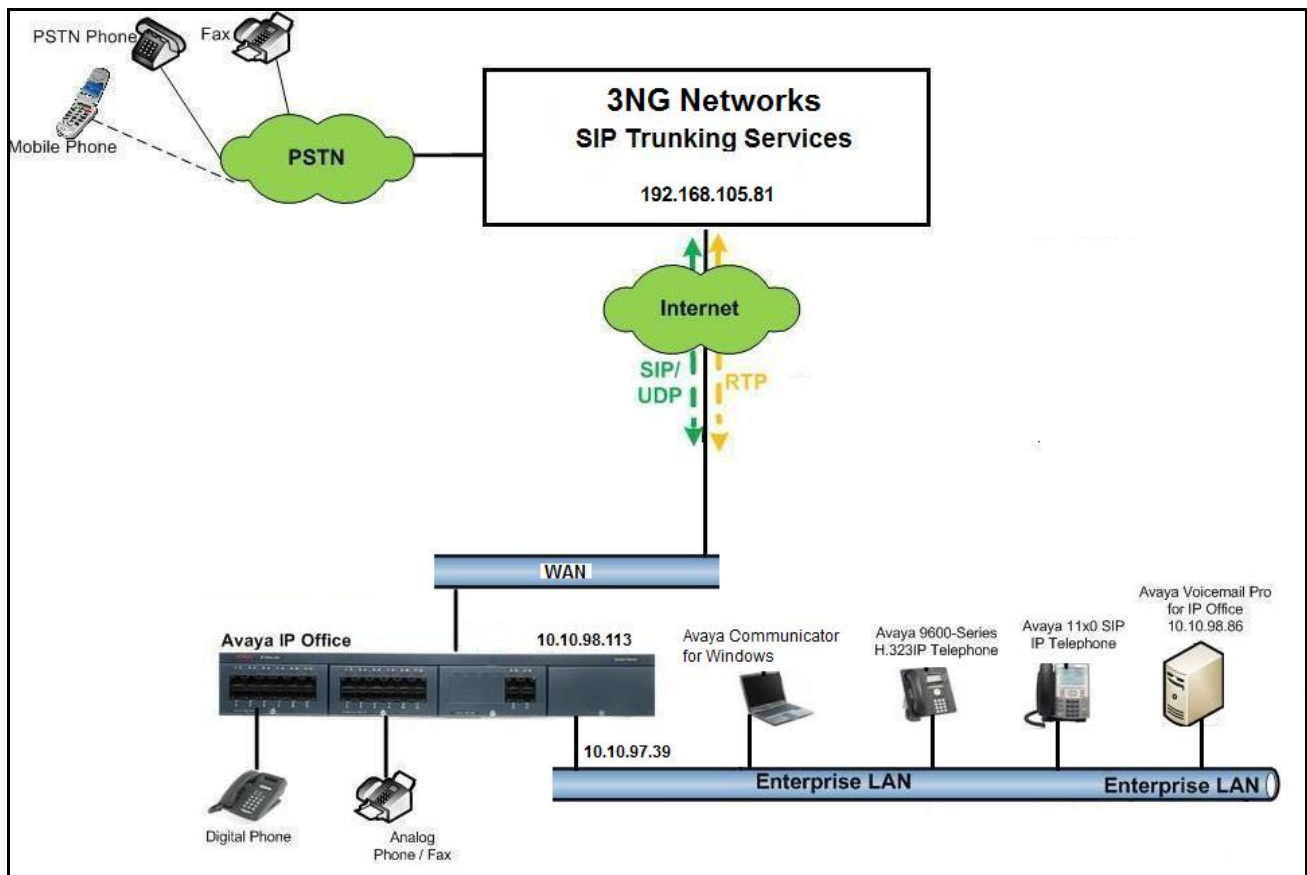 PSTN Phone
Fax
Mobile Phone
PSTN
3NG Networks
SIP Trunking Services
192.168.105.81
Internet
SIP/
UDP
RTP
WAN
Avaya IP Office
10.10.98.113
Avaya Communicator
for Windows
Avaya 9600-Series
H.323IP Telephone
Avaya 11x0 SIP
IP Telephone
Avaya Voicemail Pro
for IP Office
10.10.98.86
10.10.97.39
Enterprise LAN
Enterprise LAN
Digital Phone
Analog
Phone / Fax